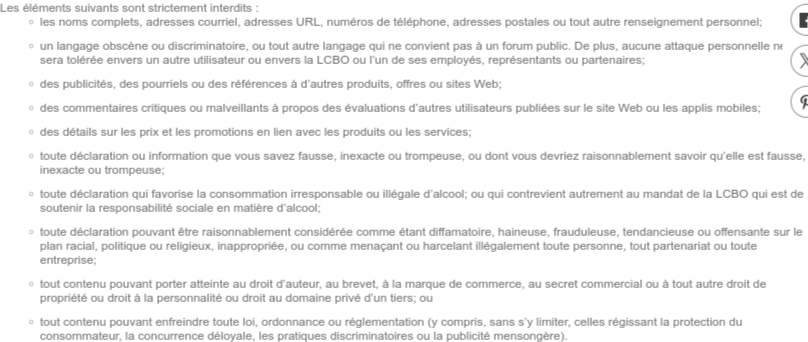 Les éléments suivants sont strictement interdits :
◦ les noms complets, adresses courriel, adresses URL, numéros de téléphone, adresses postales ou tout autre renseignement personnel;
◦ un langage obscène ou discriminatoire, ou tout autre langage qui ne convient pas à un forum public. De plus, aucune attaque personnelle ne
sera tolérée envers un autre utilisateur ou envers la LCBO ou l'un de ses employés, représentants ou partenaires;
◦ des publicités, des pourriels ou des références à d'autres produits, offres ou sites Web;
◦ des commentaires critiques ou malveillants à propos des évaluations d'autres utilisateurs publiées sur le site Web ou les applis mobiles;
◦ des détails sur les prix et les promotions en lien avec les produits ou les services;
◦ toute déclaration ou information que vous savez fausse, inexacte ou trompeuse, ou dont vous devriez raisonnablement savoir qu'elle est fausse,
inexacte ou trompeuse;
◦ toute déclaration qui favorise la consommation irresponsable ou illégale d'alcool; ou qui contrevient autrement au mandat de la LCBO qui est de
soutenir la responsabilité sociale en matière d'alcool;
◦ toute déclaration pouvant être raisonnablement considérée comme étant diffamatoire, haineuse, frauduleuse, tendancieuse ou offensante sur le
plan racial, politique ou religieux, inappropriée, ou comme menaçant ou harcelant illégalement toute personne, tout partenariat ou toute
entreprise;
◦ tout contenu pouvant porter atteinte au droit d'auteur, au brevet, à la marque de commerce, au secret commercial ou à tout autre droit de
propriété ou droit à la personnalité ou droit au domaine privé d'un tiers; ou
◦ tout contenu pouvant enfreindre toute loi, ordonnance ou réglementation (y compris, sans s'y limiter, celles régissant la protection du
consommateur, la concurrence déloyale, les pratiques discriminatoires ou la publicité mensongère).